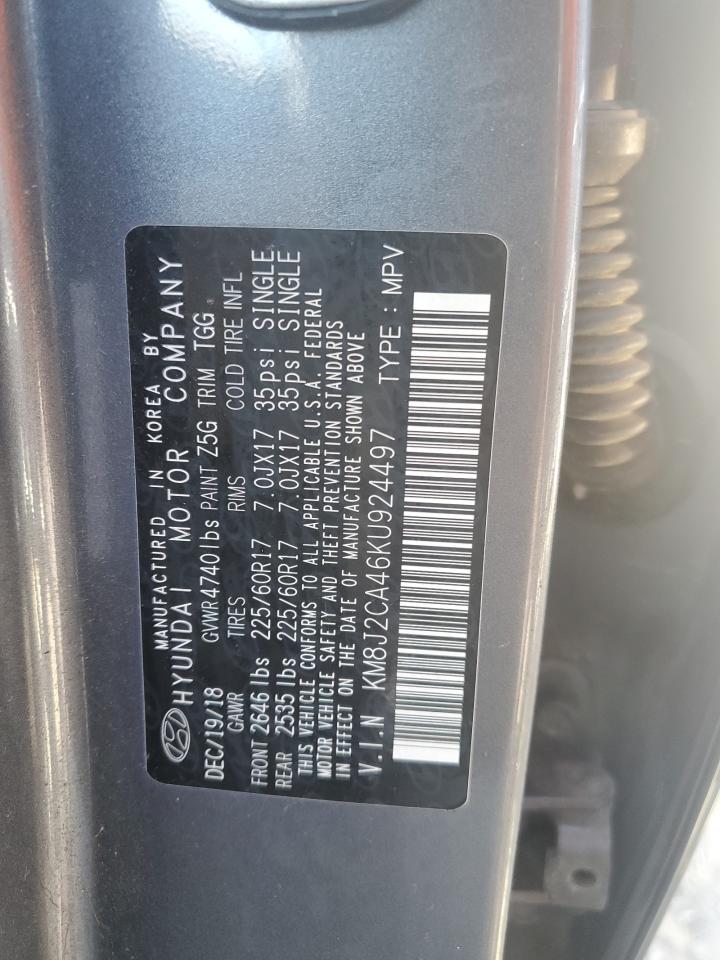 MANUFACTURED IN KOREA BY
HYUNDAI MOTOR COMPANY
DEC/19/18 GVWR 4740 lbs PAINT Z5G TRIM TGG
GAWR TIRES RIMS COLD TIRE INFL
FRONT 2646 lbs 225/60R17 7.0JX17 35psi SINGLE
REAR 2535 lbs 225/60R17 7.0JX17 35psi SINGLE
THIS VEHICLE CONFORMS TO ALL APPLICABLE U.S.A. FEDERAL
MOTOR VEHICLE SAFETY AND THEFT PREVENTION STANDARDS
IN EFFECT ON THE DATE OF MANUFACTURE SHOWN ABOVE
V.I.N KM8J2CA46KU924497 TYPE : MPV